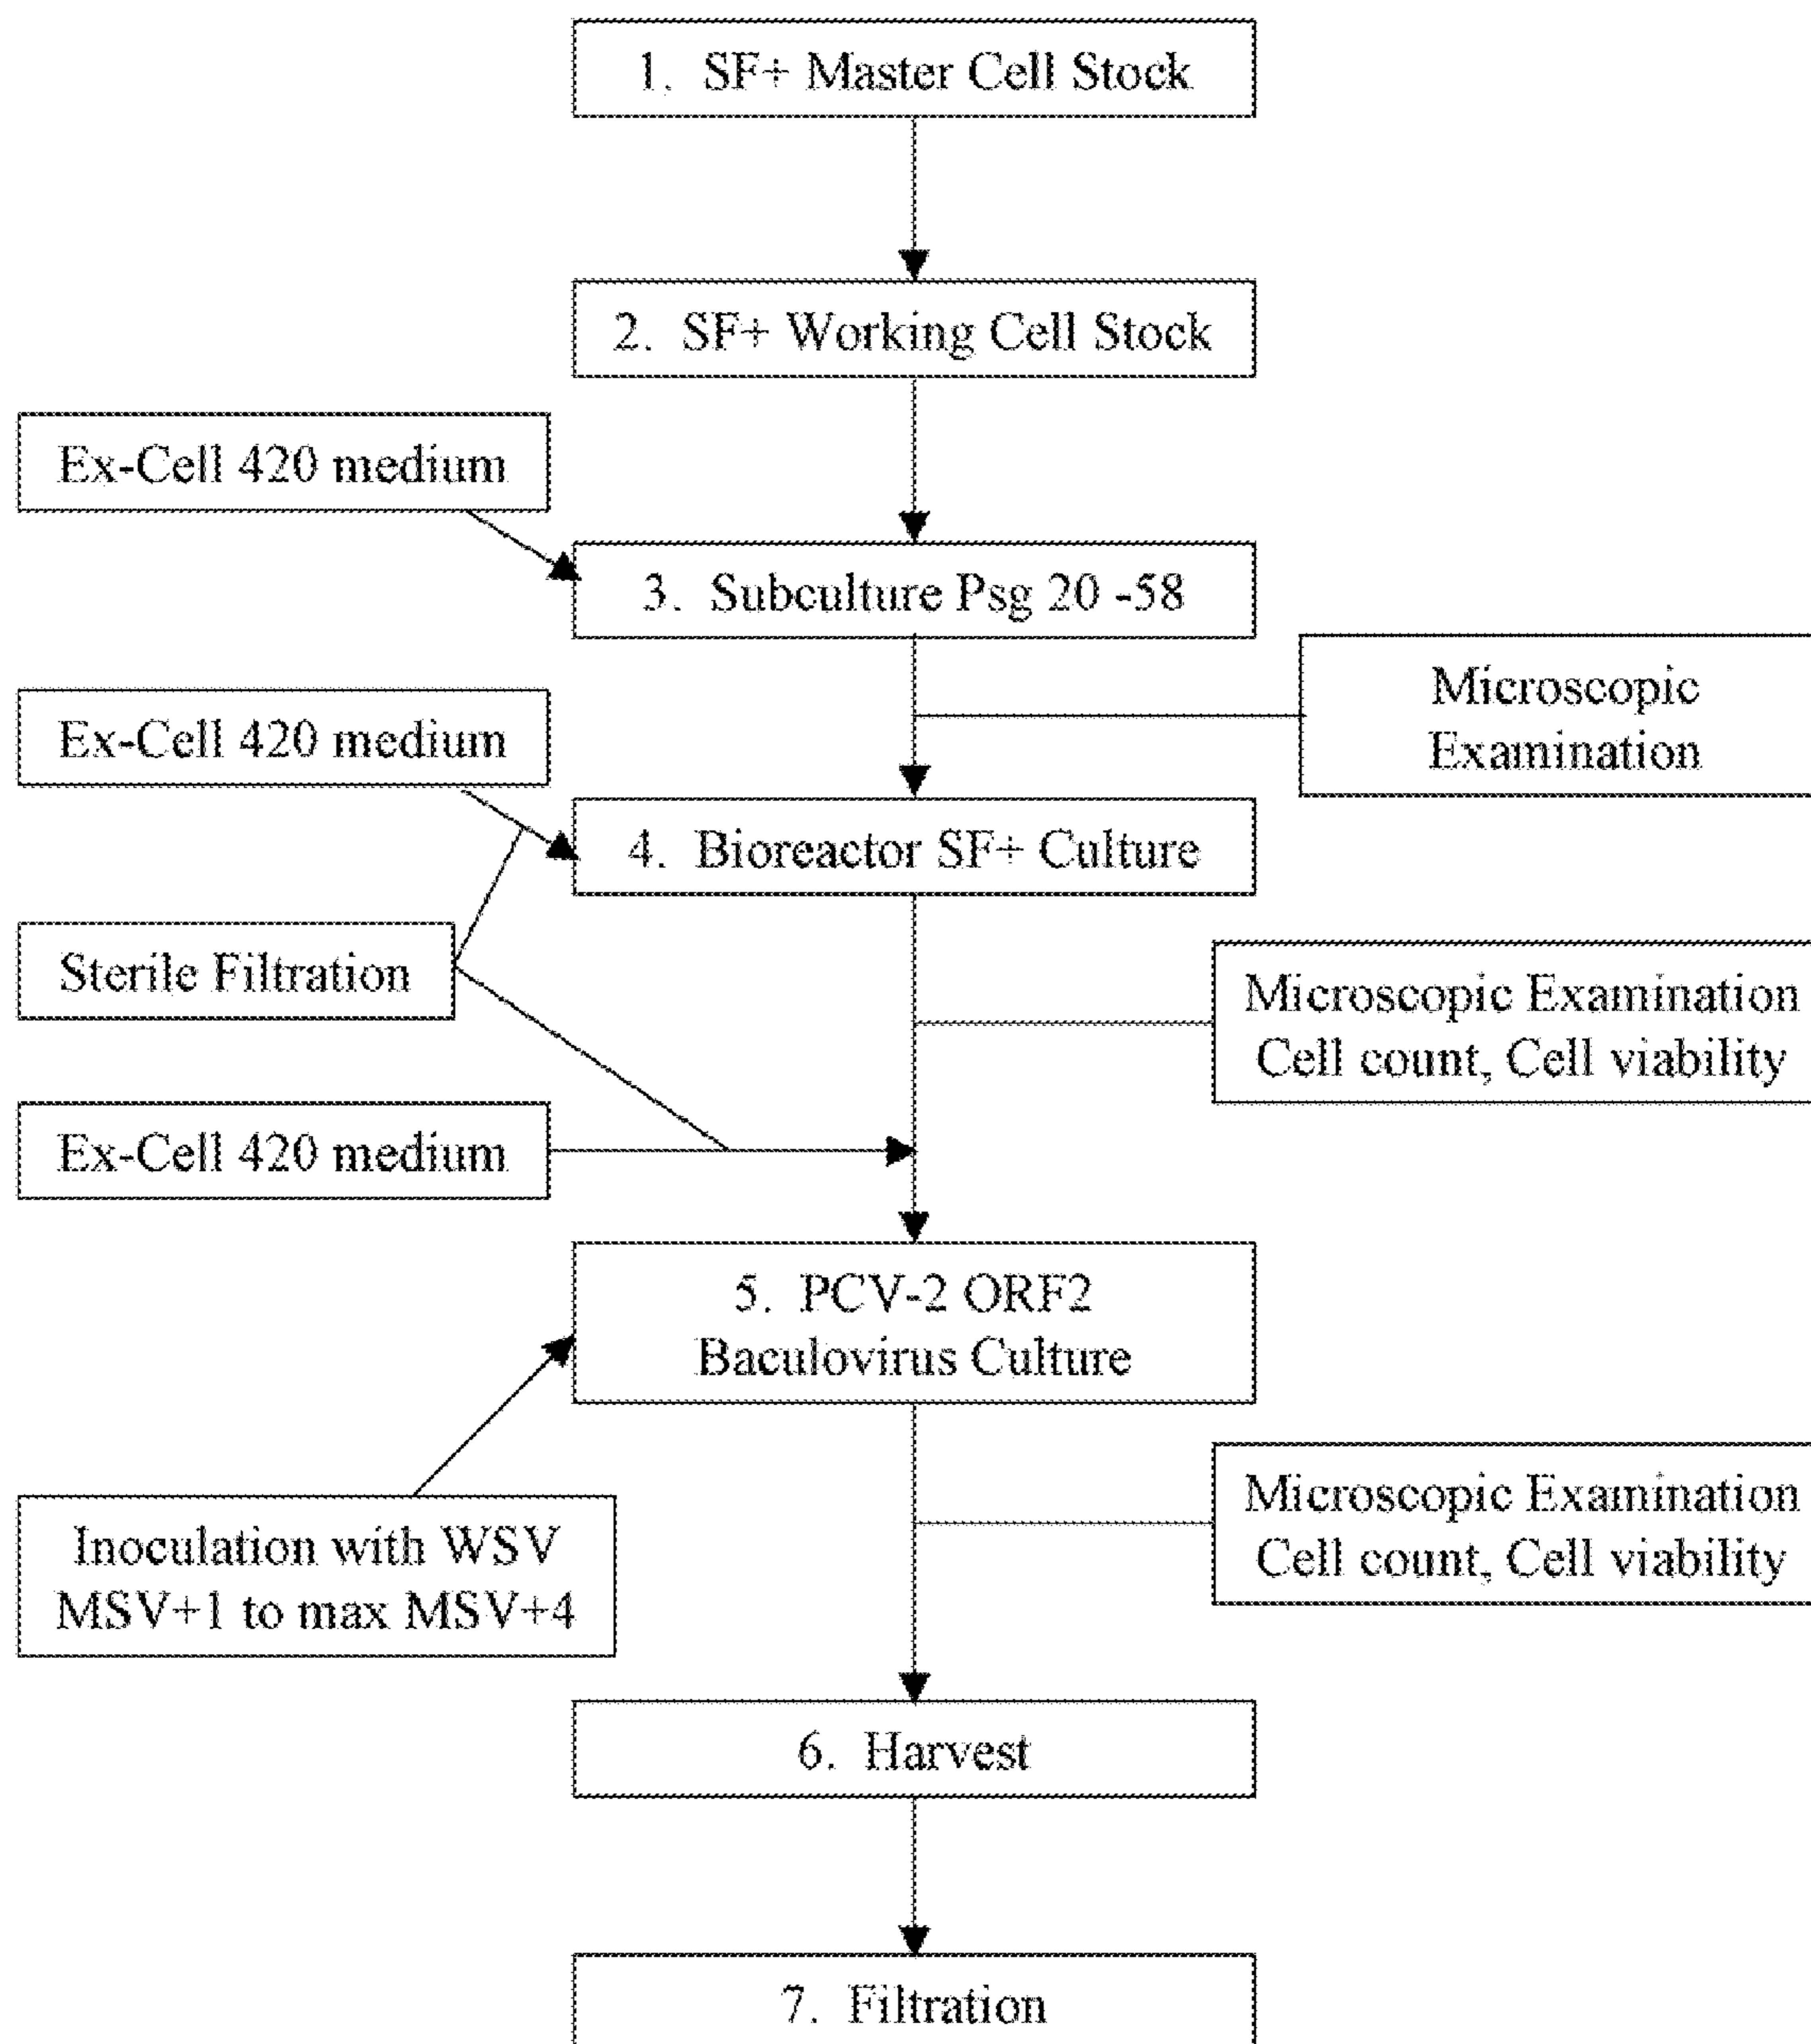 1. SF+ Master Cell Stock
2. SF+ Working Cell Stock
Ex-Cell 420 medium
3. Subculture Psg 20 -58
Microscopic
Examination
Ex-Cell 420 medium
4. Bioreactor SF+ Culture
Sterile Filtration
Microscopic Examination
Cell count, Cell viability
Ex-Cell 420 medium
5. PCV-2 ORF2
Baculovirus Culture
Inoculation with WSV
MSV+1 to max MSV+4
Microscopic Examination
Cell count, Cell viability
6. Harvest
7. Filtration